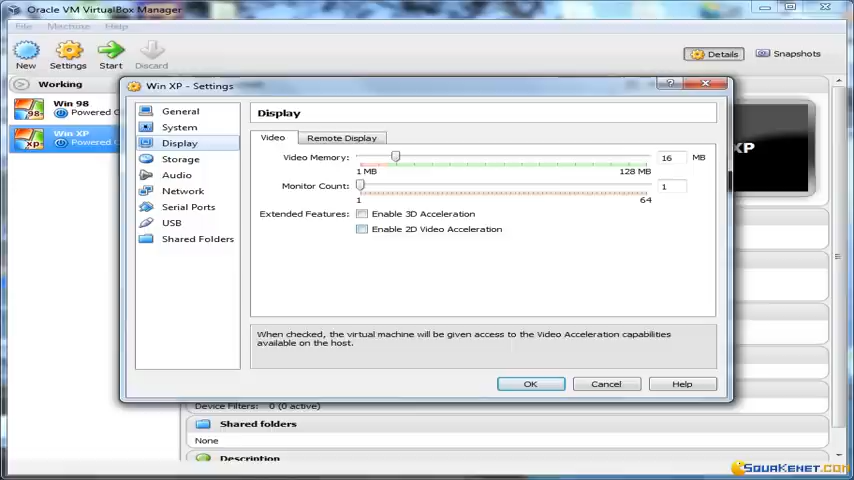 Oracle VM VirtualBox Manager
File Machine Help
New Settings Start Discard
Details Snapshots
Working
Win 98
Powered
Win XP
Powered
XP
Win XP - Settings
General
System
Display
Storage
Audio
Network
Serial Ports
USB
Shared Folders
Display
Video Remote Display
Video Memory: 16 MB
1 MB 128 MB
Monitor Count: 1
1 64
Extended Features: Enable 3D Acceleration
Enable 2D Video Acceleration
When checked, the virtual machine will be given access to the Video Acceleration capabilities
available on the host.
OK Cancel Help
Device Filters: 0 (0 active)
Shared folders
None
Description
SquaKenet.com